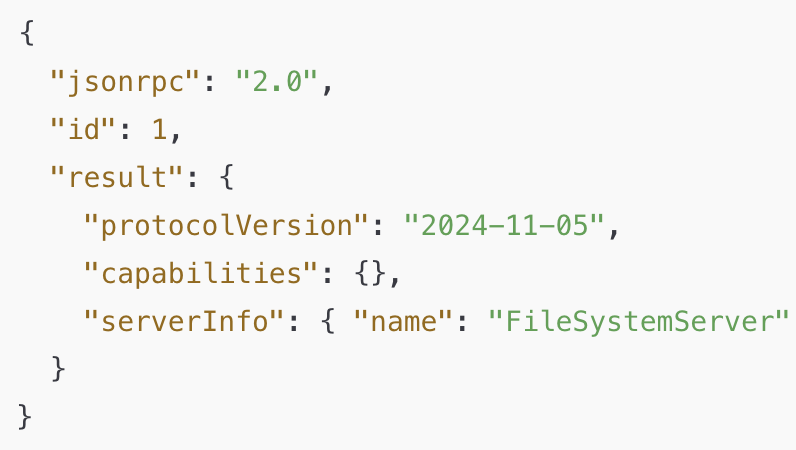 {
  "jsonrpc": "2.0",
  "id": 1,
  "result": {
    "protocolVersion": "2024-11-05",
    "capabilities": {},
    "serverInfo": { "name": "FileSystemServer"
  }
}